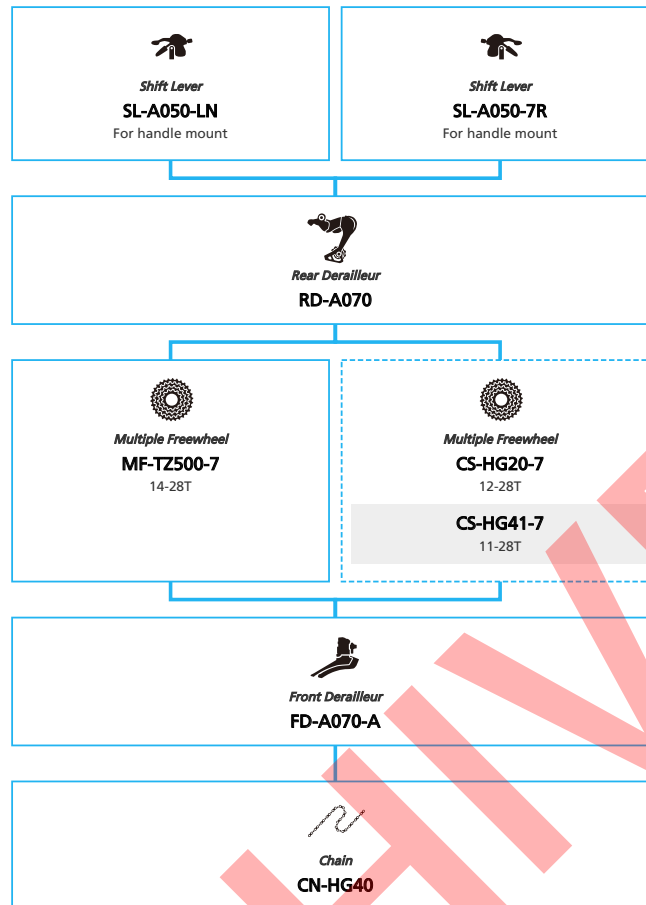 Shift Lever
SL-A050-LN
For handle mount
Shift Lever
SL-A050-7R
For handle mount
Rear Derailleur
RD-A070
Multiple Freewheel
MF-TZ500-7
14-28T
Multiple Freewheel
CS-HG20-7
12-28T
CS-HG41-7
11-28T
Front Derailleur
FD-A070-A
Chain
CN-HG40
HIV